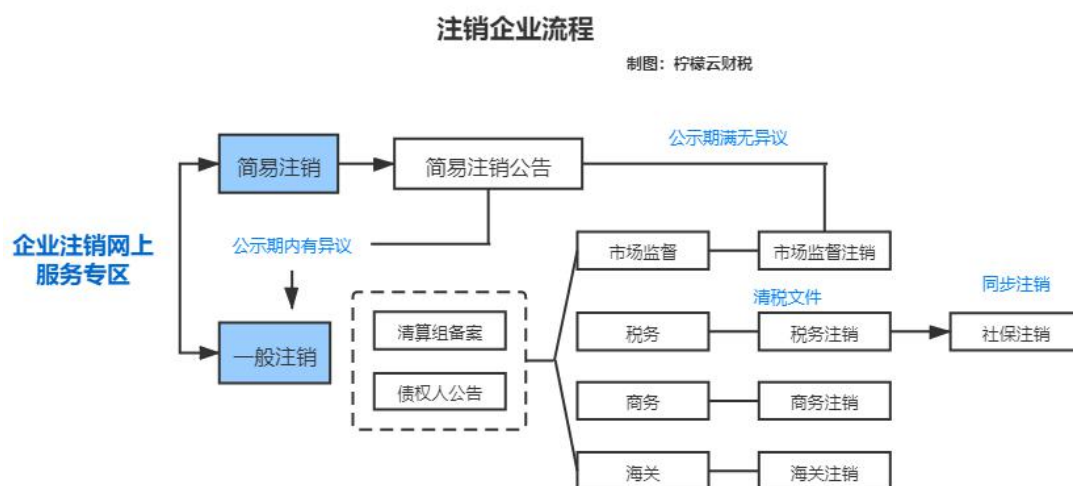 注销企业流程
制图：柠檬云财税
公示期满无异议
简易注销
简易注销公告
企业注销网上
服务专区
公示期内有异议
市场监督
市场监督注销
同步注销
清税文件
清算组备案
税务
税务注销
社保注销
一般注销
债权人公告
商务
商务注销
海关
海关注销